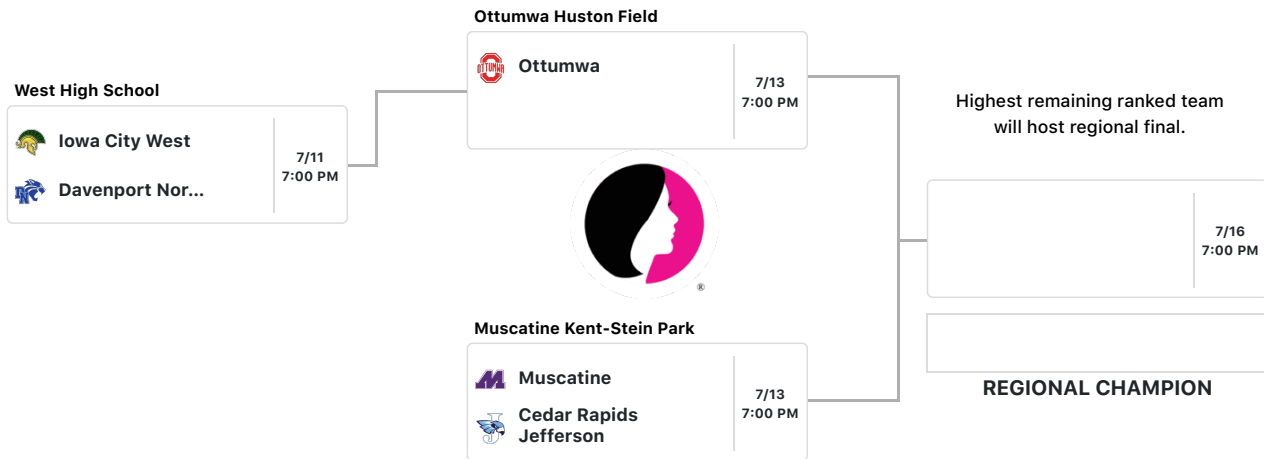 Ottumwa Huston Field
OTTUMWA
Ottumwa
7/13
7:00 PM
West High School
Iowa City West
Davenport Nor...
7/11
7:00 PM
Highest remaining ranked team
will host regional final.
7/16
7:00 PM
®
Muscatine Kent-Stein Park
M
Muscatine
J
Cedar Rapids
Jefferson
7/13
7:00 PM
REGIONAL CHAMPION